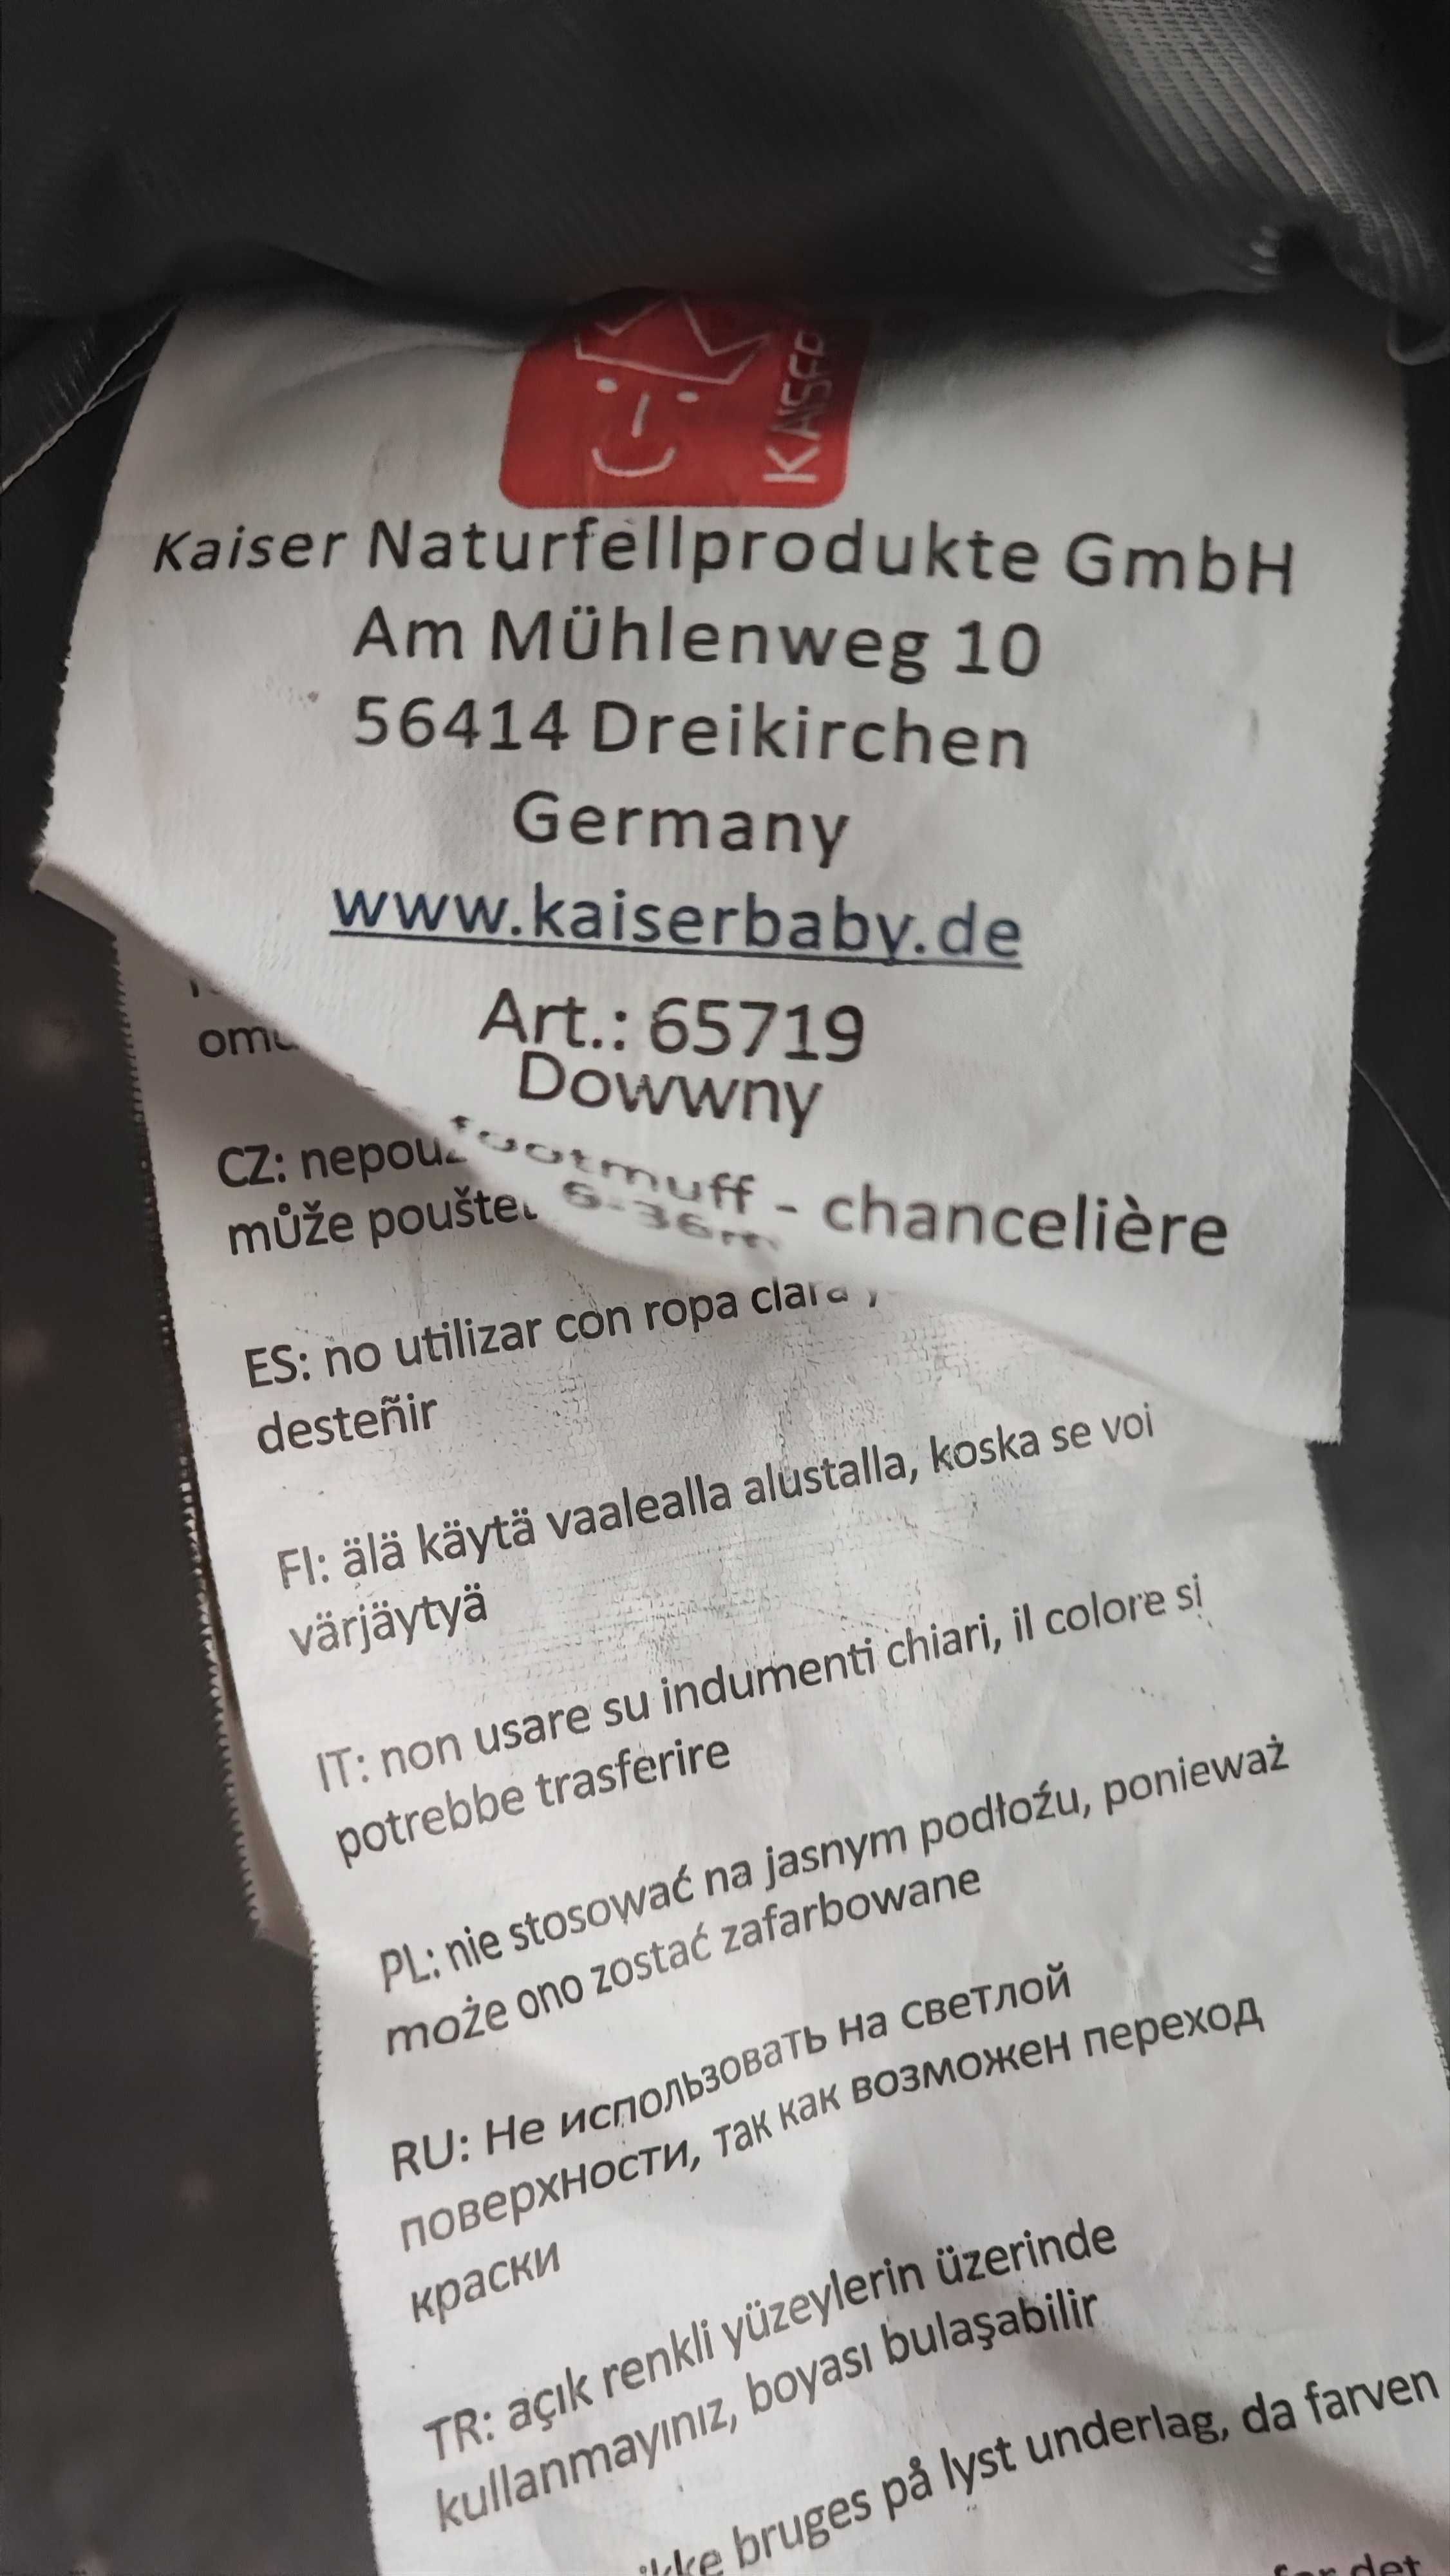 KAISER
Kaiser Naturfellprodukte GmbH
Am Mühlenweg 10
56414 Dreikirchen
Germany
www.kaiserbaby.de
Art.: 65719
Dowwny
footmuff - chancelière
6-36m
CZ:
může
ES: no utilizar con ropa clara
desteñir
FI: älä käytä vaalealla alustalla, koska se voi
värjäytyä
IT: non usare su indumenti chiari, il colore si
potrebbe trasferire
PL: nie stosować na jasnym podłoźu, ponieważ
może ono zostać zafarbowane
RU: Не использовать на светлой
поверхности, так как возможен переход
краски
TR: açık renkli yüzeylerin üzerinde
kullanmayınız, boyası bulaşabilir
bruges på lyst underlag, da farven
det